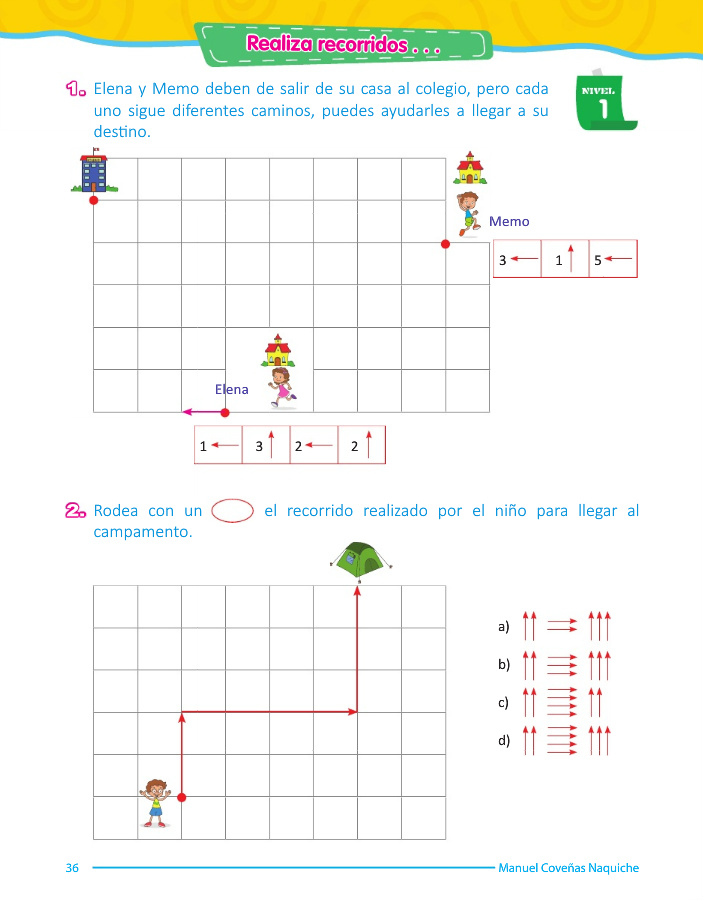 Realiza recorridos . . .
1. Elena y Memo deben de salir de su casa al colegio, pero cada
uno sigue diferentes caminos, puedes ayudarles a llegar a su
destino.
NIVEL
1
Memo
3 ← 1 ↑ 5 ←
Elena
1 ← 3 ↑ 2 ← 2 ↑
2. Rodea con un el recorrido realizado por el niño para llegar al
campamento.
a) ↑↑ →→ ↑↑↑
b) ↑↑ →→→ ↑↑↑
c) ↑↑ →→→→ ↑↑
d) ↑↑ →→→→ ↑↑↑
36
Manuel Coveñas Naquiche